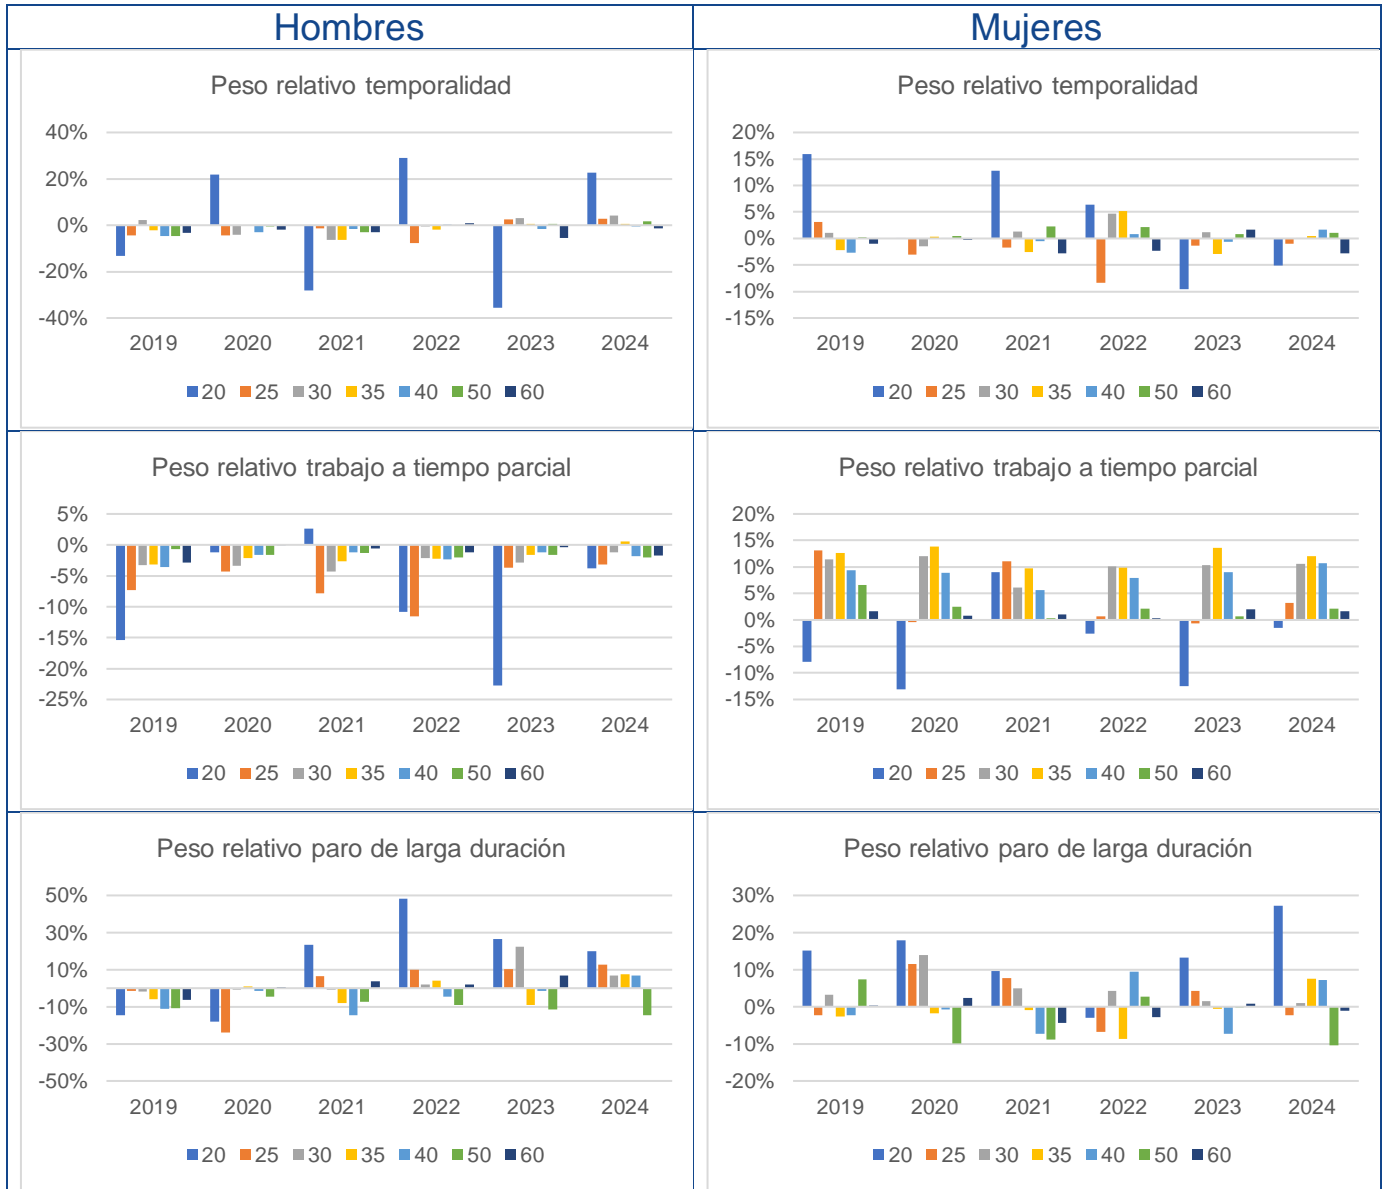 Hombres
Mujeres
Peso relativo temporalidad
40%
20%
0%
-20%
-40%
2019 2020 2021 2022 2023 2024
20 25 30 35 40 50 60
Peso relativo temporalidad
20%
15%
10%
5%
0%
-5%
-10%
-15%
2019 2020 2021 2022 2023 2024
20 25 30 35 40 50 60
Peso relativo trabajo a tiempo parcial
5%
0%
-5%
-10%
-15%
-20%
-25%
2019 2020 2021 2022 2023 2024
20 25 30 35 40 50 60
Peso relativo trabajo a tiempo parcial
20%
15%
10%
5%
0%
-5%
-10%
-15%
2019 2020 2021 2022 2023 2024
20 25 30 35 40 50 60
Peso relativo paro de larga duración
50%
30%
10%
-10%
-30%
-50%
2019 2020 2021 2022 2023 2024
20 25 30 35 40 50 60
Peso relativo paro de larga duración
30%
20%
10%
0%
-10%
-20%
2019 2020 2021 2022 2023 2024
20 25 30 35 40 50 60